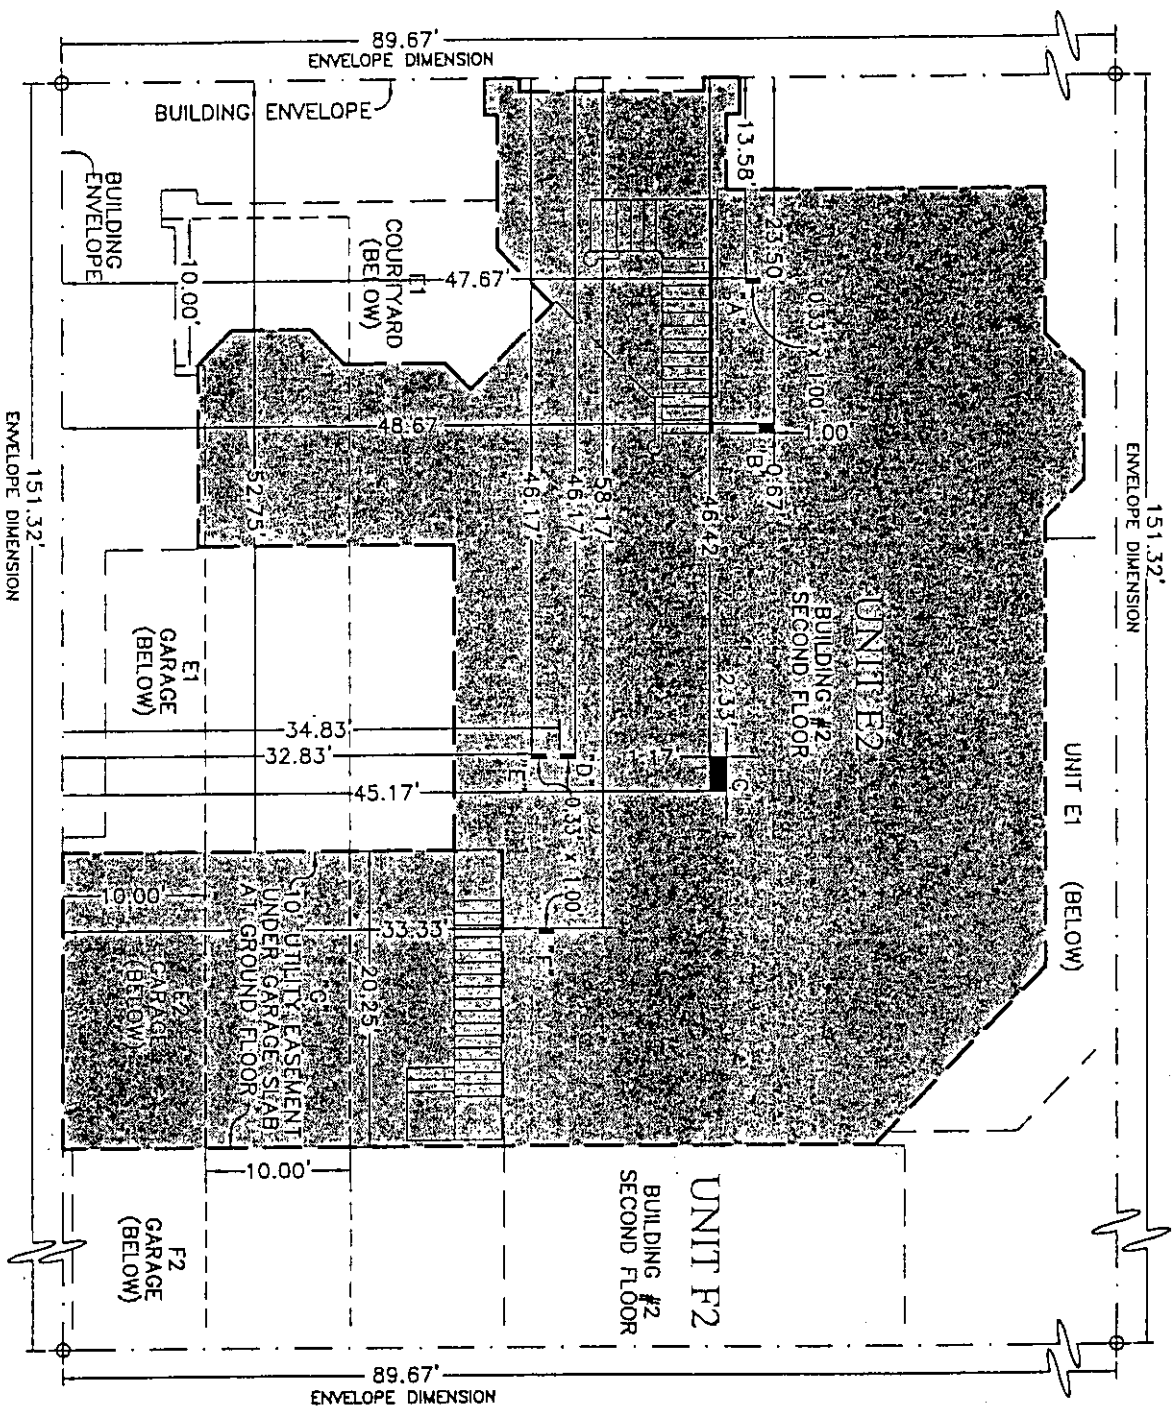 89.67'
ENVELOPE DIMENSION
BUILDING ENVELOPE
BUILDING
ENVELOPE
151.32'
ENVELOPE DIMENSION
151.32'
ENVELOPE DIMENSION
13.58'
23.50'
47.67'
"A"
0.33' x 1.00'
E1
COURTYARD
(BELOW)
10.00'
48.67'
1.00'
"B"
0.67'
52.75'
46.17'
46.17'
58.17'
46.42'
UNIT E2
BUILDING #2
SECOND FLOOR
UNIT E1 (BELOW)
E1
GARAGE
(BELOW)
34.83'
32.83'
45.17'
2.33'
1.17'
"C"
"D"
"E"
0.33' x 1.00'
"F"
33.33'
10.00'
"G"
10' UTILITY EASEMENT
UNDER GARAGE SLAB
AT GROUND FLOOR
20.25'
E2
GARAGE
(BELOW)
10.00'
F2
GARAGE
(BELOW)
UNIT F2
BUILDING #2
SECOND FLOOR
89.67'
ENVELOPE DIMENSION